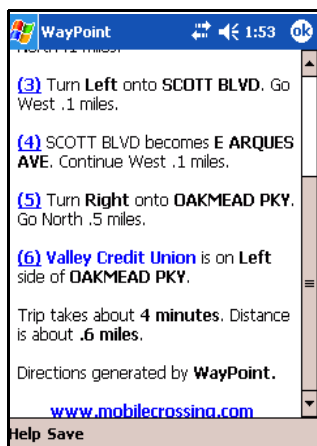 WayPoint 1:53 ok
North .1 miles.
(3) Turn Left onto SCOTT BLVD. Go
West .1 miles.
(4) SCOTT BLVD becomes E ARQUES
AVE. Continue West .1 miles.
(5) Turn Right onto OAKMEAD PKY.
Go North .5 miles.
(6) Valley Credit Union is on Left
side of OAKMEAD PKY.
Trip takes about 4 minutes. Distance
is about .6 miles.
Directions generated by WayPoint.
www.mobilecrossing.com
Help Save